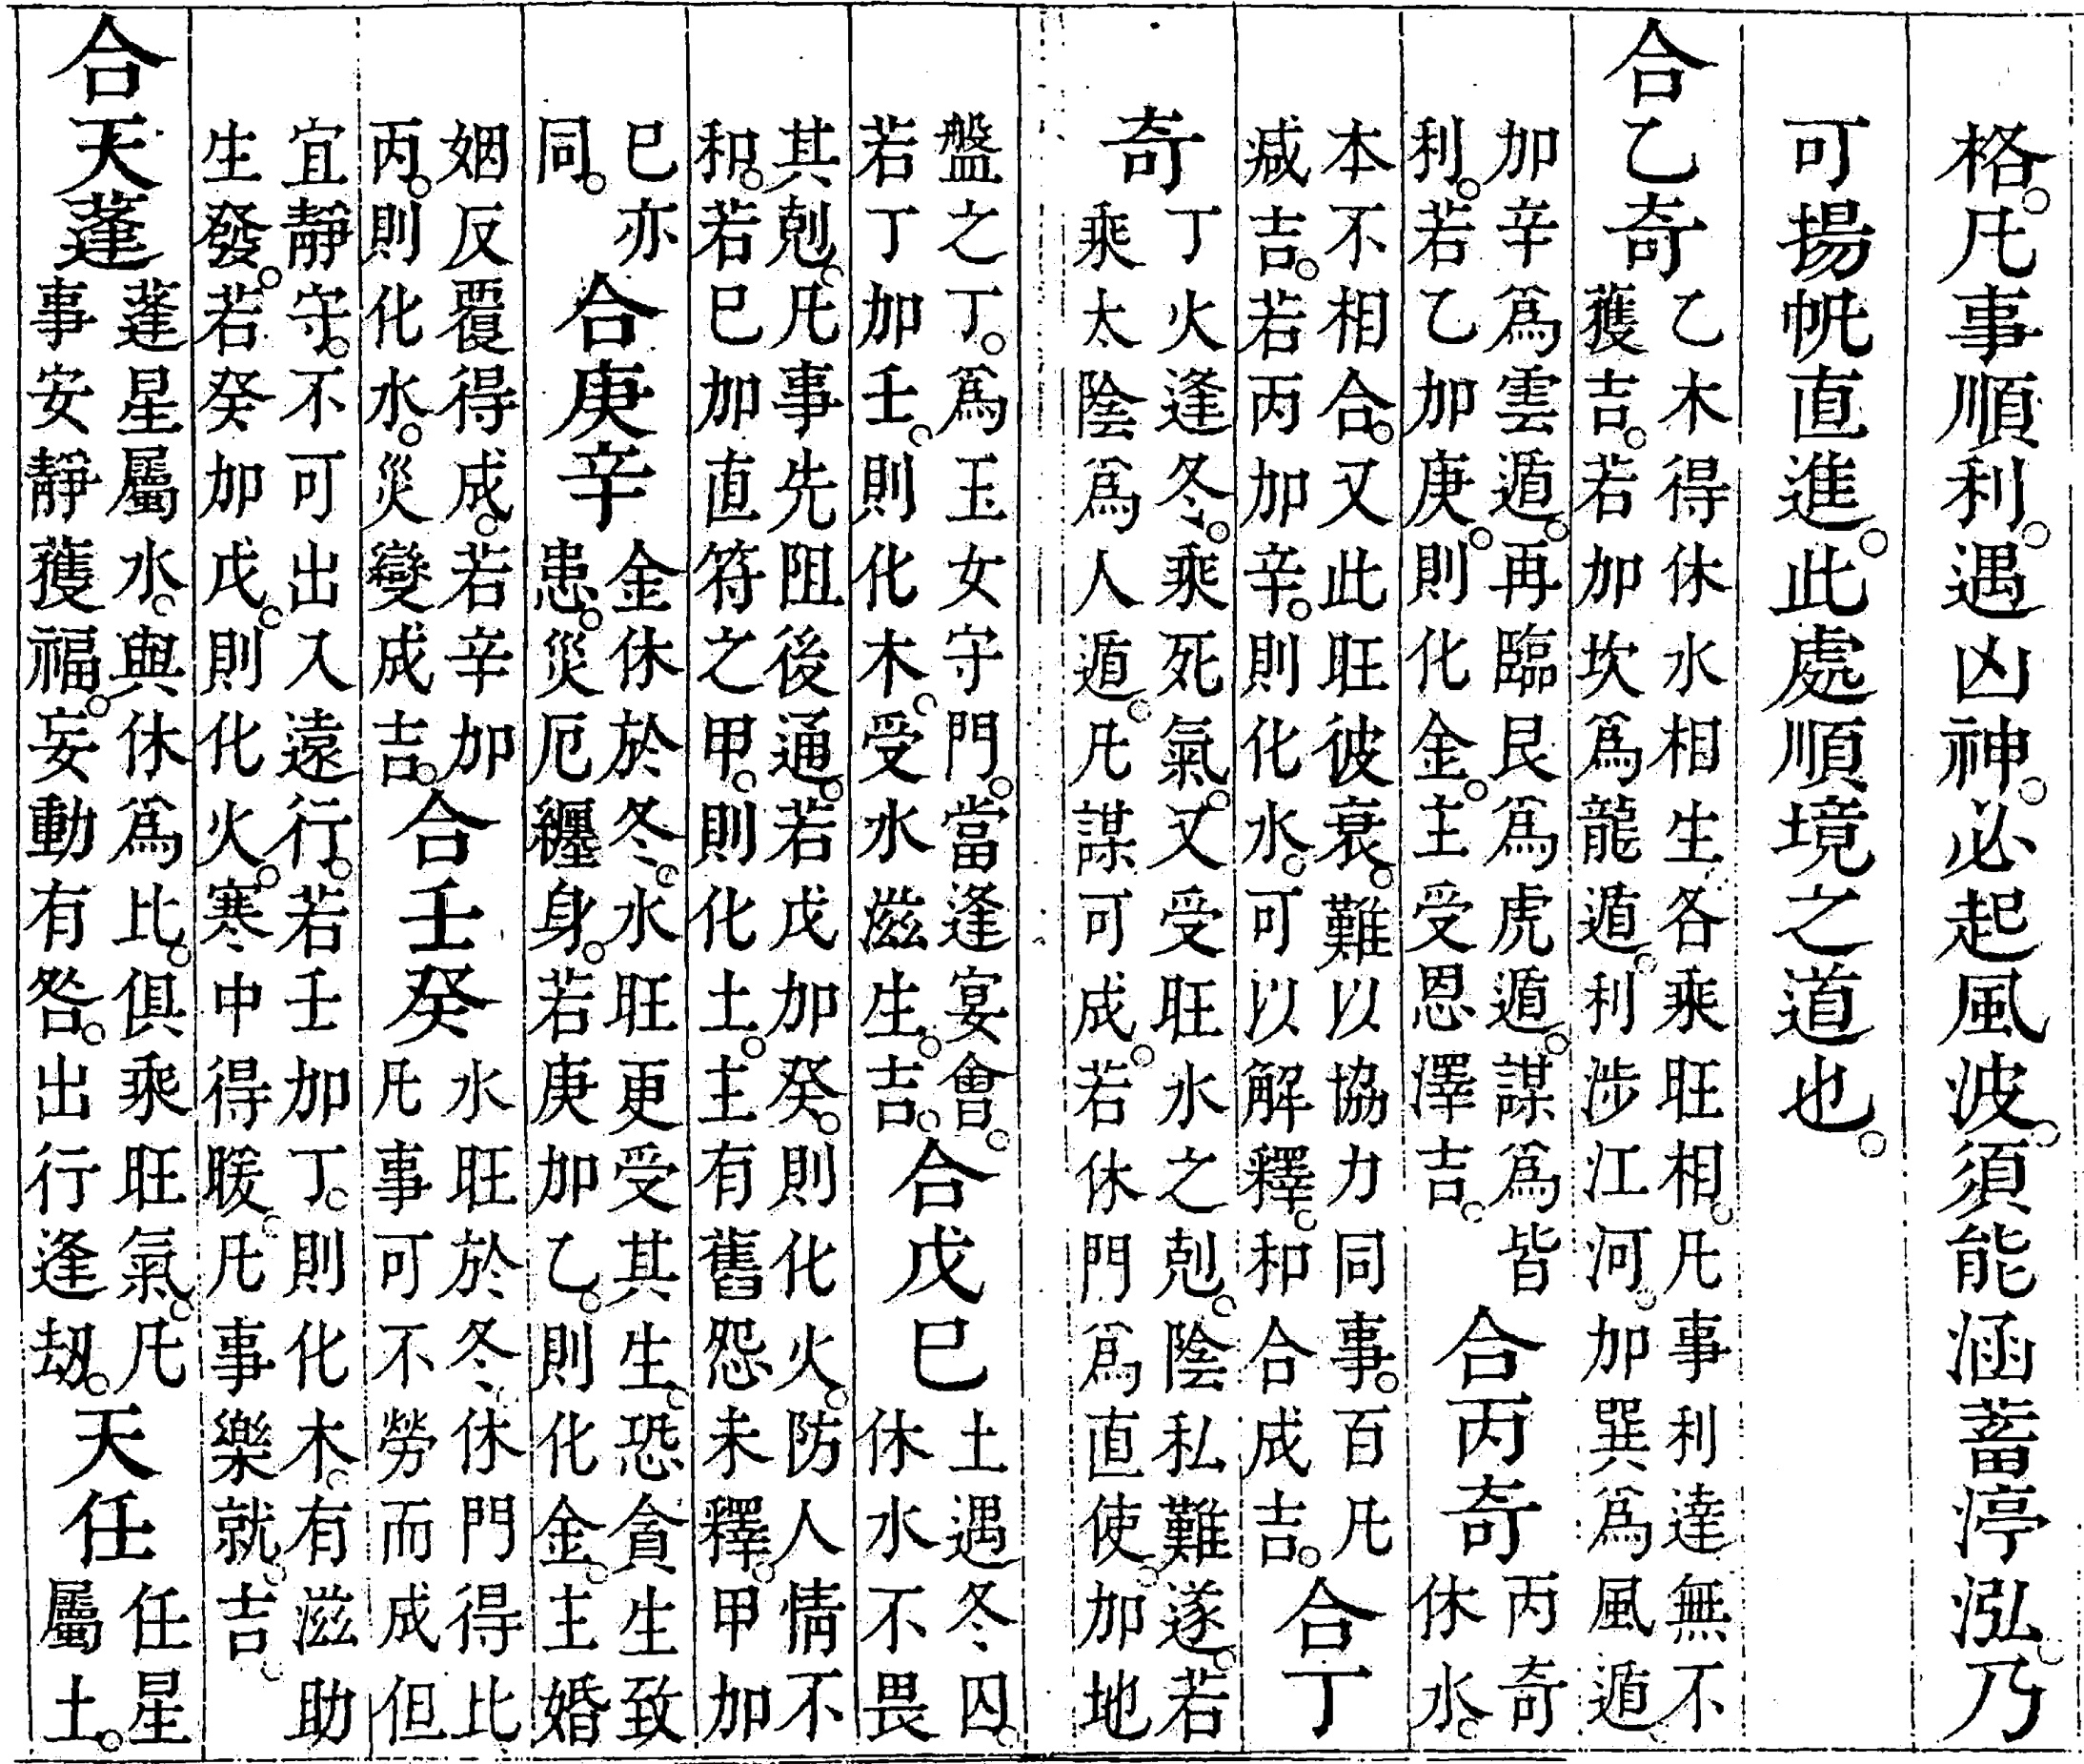 格。凡事順利。遇凶神。必起風波。須能涵蓄渟泓。乃
可揚帆直進。此處順境之道也。
合乙奇
乙木得休水相生各乘旺相。凡事利達無不
獲吉。若加坎爲龍遁。利涉江河。加巽爲風遁。
加辛爲雲遁。再臨艮爲虎遁。謀爲皆
利。若乙加庚。則化金。主受恩澤吉。
合丙奇
丙奇
休水。
本不相合。又此旺彼衰。難以協力同事。百凡
減吉。若丙加辛。則化水。可以解釋。和合成吉。
合丁
奇
丁火逢冬。乘死氣。又受旺水之剋。陰私難遂。若
乘太陰爲人遁。凡謀可成。若休門爲直使。加地
盤之丁。爲玉女守門。當逢宴會。
若丁加壬。則化木。受水滋生。吉。
合戊巳
土遇冬囚。
休水不畏
其剋。凡事先阻後通。若戊加癸。則化火。防人情不
和。若巳加直符之甲。則化土。主有舊怨未釋。甲加
巳亦
同。
合庚辛
金休於冬。水旺更受其生。恐貪生致
患。災厄纏身。若庚加乙。則化金。主婚
姻反覆得成。若辛加
丙。則化水。災變成吉。
合壬癸
水旺於冬、休門得比、
凡事可不勞而成但
宜靜守。不可出入遠行。若壬加丁。則化木。有滋助
生發。若癸加戊。則化火。寒中得暖。凡事樂就。吉。
合天蓬
蓬星屬水。與休爲比。俱乘旺氣。凡
事安靜獲福。妄動有咎。出行逢刼。
天任
任星
屬土。